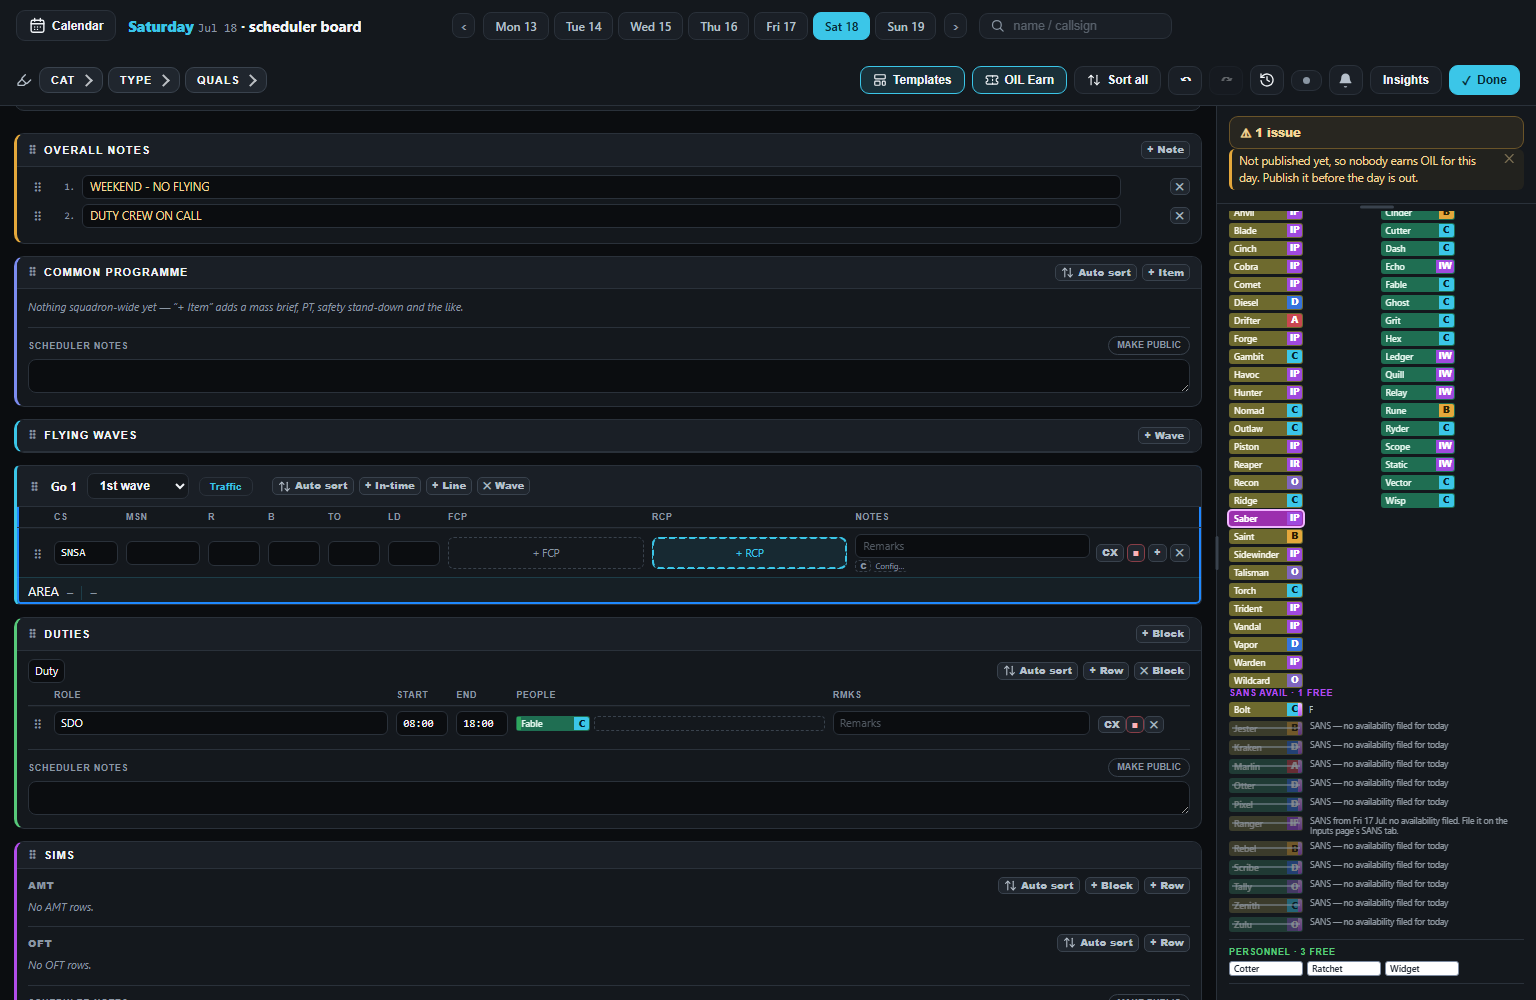 Calendar
Saturday Jul 18 · scheduler board
‹ Mon 13 Tue 14 Wed 15 Thu 16 Fri 17 Sat 18 Sun 19 ›
name / callsign
CAT TYPE QUALS
Templates OIL Earn Sort all Insights ✓ Done
⚠ 1 issue
Not published yet, so nobody earns OIL for this
day. Publish it before the day is out.
OVERALL NOTES
+ Note
1. WEEKEND - NO FLYING
2. DUTY CREW ON CALL
COMMON PROGRAMME
Auto sort + Item
Nothing squadron-wide yet — "+ Item" adds a mass brief, PT, safety stand-down and the like.
SCHEDULER NOTES
MAKE PUBLIC
FLYING WAVES
+ Wave
Go 1 1st wave Traffic Auto sort + In-time + Line ✕ Wave
CS MSN R B TO LD FCP RCP NOTES
SNSA + FCP + RCP Remarks CX + ✕
C Config...
AREA – –
DUTIES
+ Block
Duty
Auto sort + Row ✕ Block
ROLE START END PEOPLE RMKS
SDO 08:00 18:00 Fable C Remarks CX ✕
SCHEDULER NOTES
MAKE PUBLIC
SIMS
AMT
Auto sort + Block + Row
No AMT rows.
OFT
Auto sort + Row
No OFT rows.
Anvil IP
Blade IP
Cinch IP
Cobra IP
Comet IP
Diesel D
Drifter A
Forge IP
Gambit C
Havoc IP
Hunter IP
Nomad C
Outlaw C
Piston IP
Reaper IR
Recon O
Ridge C
Saber IP
Saint B
Sidewinder IP
Talisman O
Torch C
Trident IP
Vandal IP
Vapor D
Warden IP
Wildcard O
Cinder B
Cutter C
Dash C
Echo IW
Fable C
Ghost C
Grit C
Hex C
Ledger IW
Quill IW
Relay IW
Rune B
Ryder C
Scope IW
Static IW
Vector C
Wisp C
SANS AVAIL · 1 FREE
Bolt C F
Jester B SANS — no availability filed for today
Kraken D SANS — no availability filed for today
Marlin A SANS — no availability filed for today
Otter D SANS — no availability filed for today
Pixel D SANS — no availability filed for today
Ranger IP SANS from Fri 17 Jul: no availability filed. File it on the
Inputs page's SANS tab.
Rebel B SANS — no availability filed for today
Scribe D SANS — no availability filed for today
Tally O SANS — no availability filed for today
Zenith C SANS — no availability filed for today
Zulu O SANS — no availability filed for today
PERSONNEL · 3 FREE
Cotter Ratchet Widget